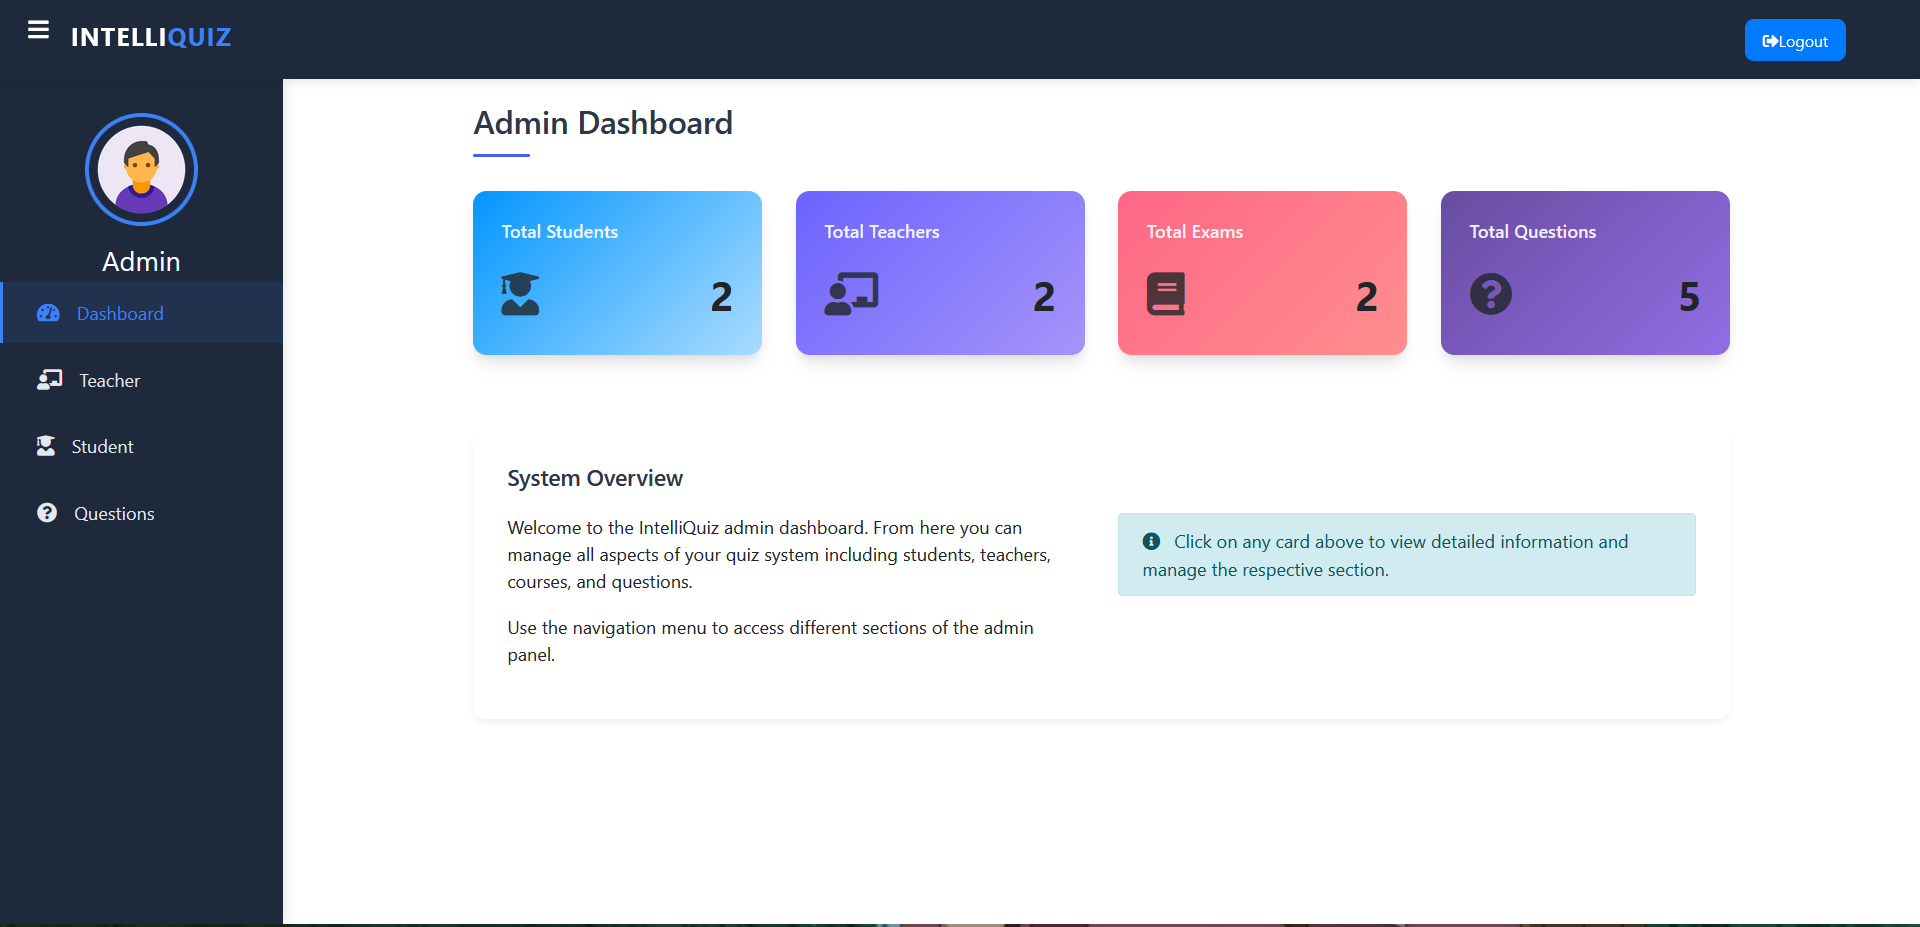 INTELLIQUIZ
Logout
Admin
Dashboard
Teacher
Student
Questions
Admin Dashboard
Total Students
2
Total Teachers
2
Total Exams
2
Total Questions
5
System Overview
Welcome to the IntelliQuiz admin dashboard. From here you can
manage all aspects of your quiz system including students, teachers,
courses, and questions.
Use the navigation menu to access different sections of the admin
panel.
Click on any card above to view detailed information and
manage the respective section.